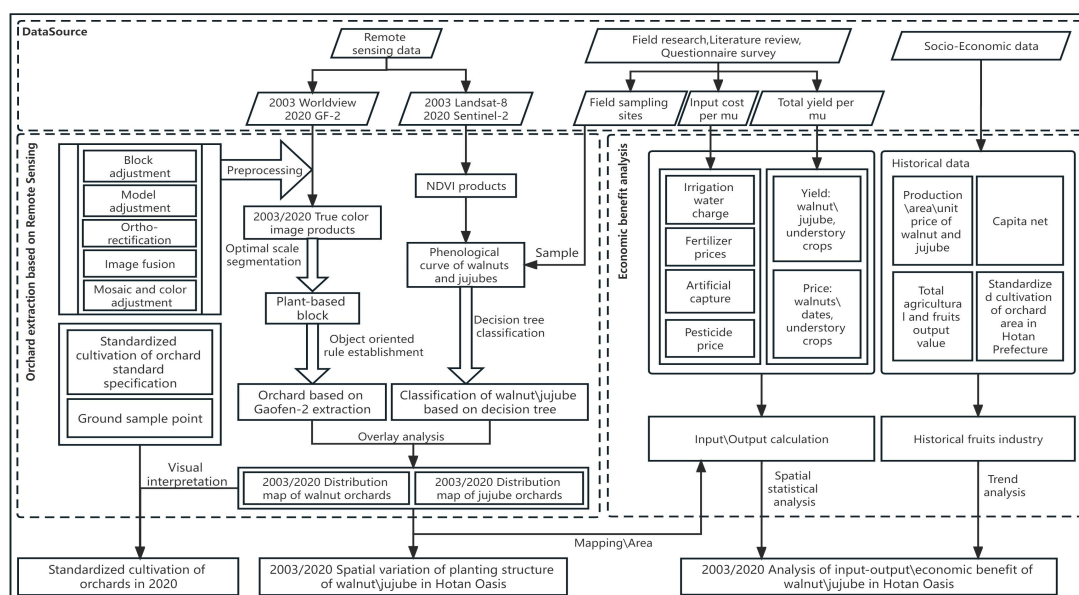 DataSource
Remote
sensing data
Field research,Literature review,
Questionnaire survey
Socio-Economic data
2003 Worldview
2020 GF-2
2003 Landsat-8
2020 Sentinel-2
Field sampling
sites
Input cost
per mu
Total yield per
mu
Orchard extraction based on Remote Sensing
Block
adjustment
Model
adjustment
Ortho-
rectification
Image fusion
Mosaic and color
adjustment
Preprocessing
2003/2020 True color
image products
Optimal scale
segmentation
Plant-based
block
Object oriented
rule establishment
Orchard based on
Gaofen-2 extraction
NDVI products
Phenological
curve of walnuts
and jujubes
Sample
Decision tree
classification
Classification of walnut\jujube
based on decision tree
Standardized
cultivation of orchard
standard
specification
Ground sample point
Overlay analysis
Visual
interpretation
2003/2020 Distribution
map of walnut orchards
2003/2020 Distribution
map of jujube orchards
Economic benefit analysis
Irrigation
water
charge
Fertilizer
prices
Artificial
capture
Pesticide
price
Yield:
walnut\
jujube,
understory
crops
Price:
walnuts\
dates,
understory
crops
Historical data
Production
\area\unit
price of
walnut and
jujube
Capita net
Total
agricultura
l and fruits
output
value
Standardize
d cultivation
of orchard
area in
Hotan
Prefecture
Input\Output calculation
Historical fruits industry
Spatial
statistical
analysis
Trend
analysis
Mapping\Area
Standardized cultivation of
orchards in 2020
2003/2020 Spatial variation of planting structure
of walnut\jujube in Hotan Oasis
2003/2020 Analysis of input-output\economic benefit of
walnut\jujube in Hotan Oasis